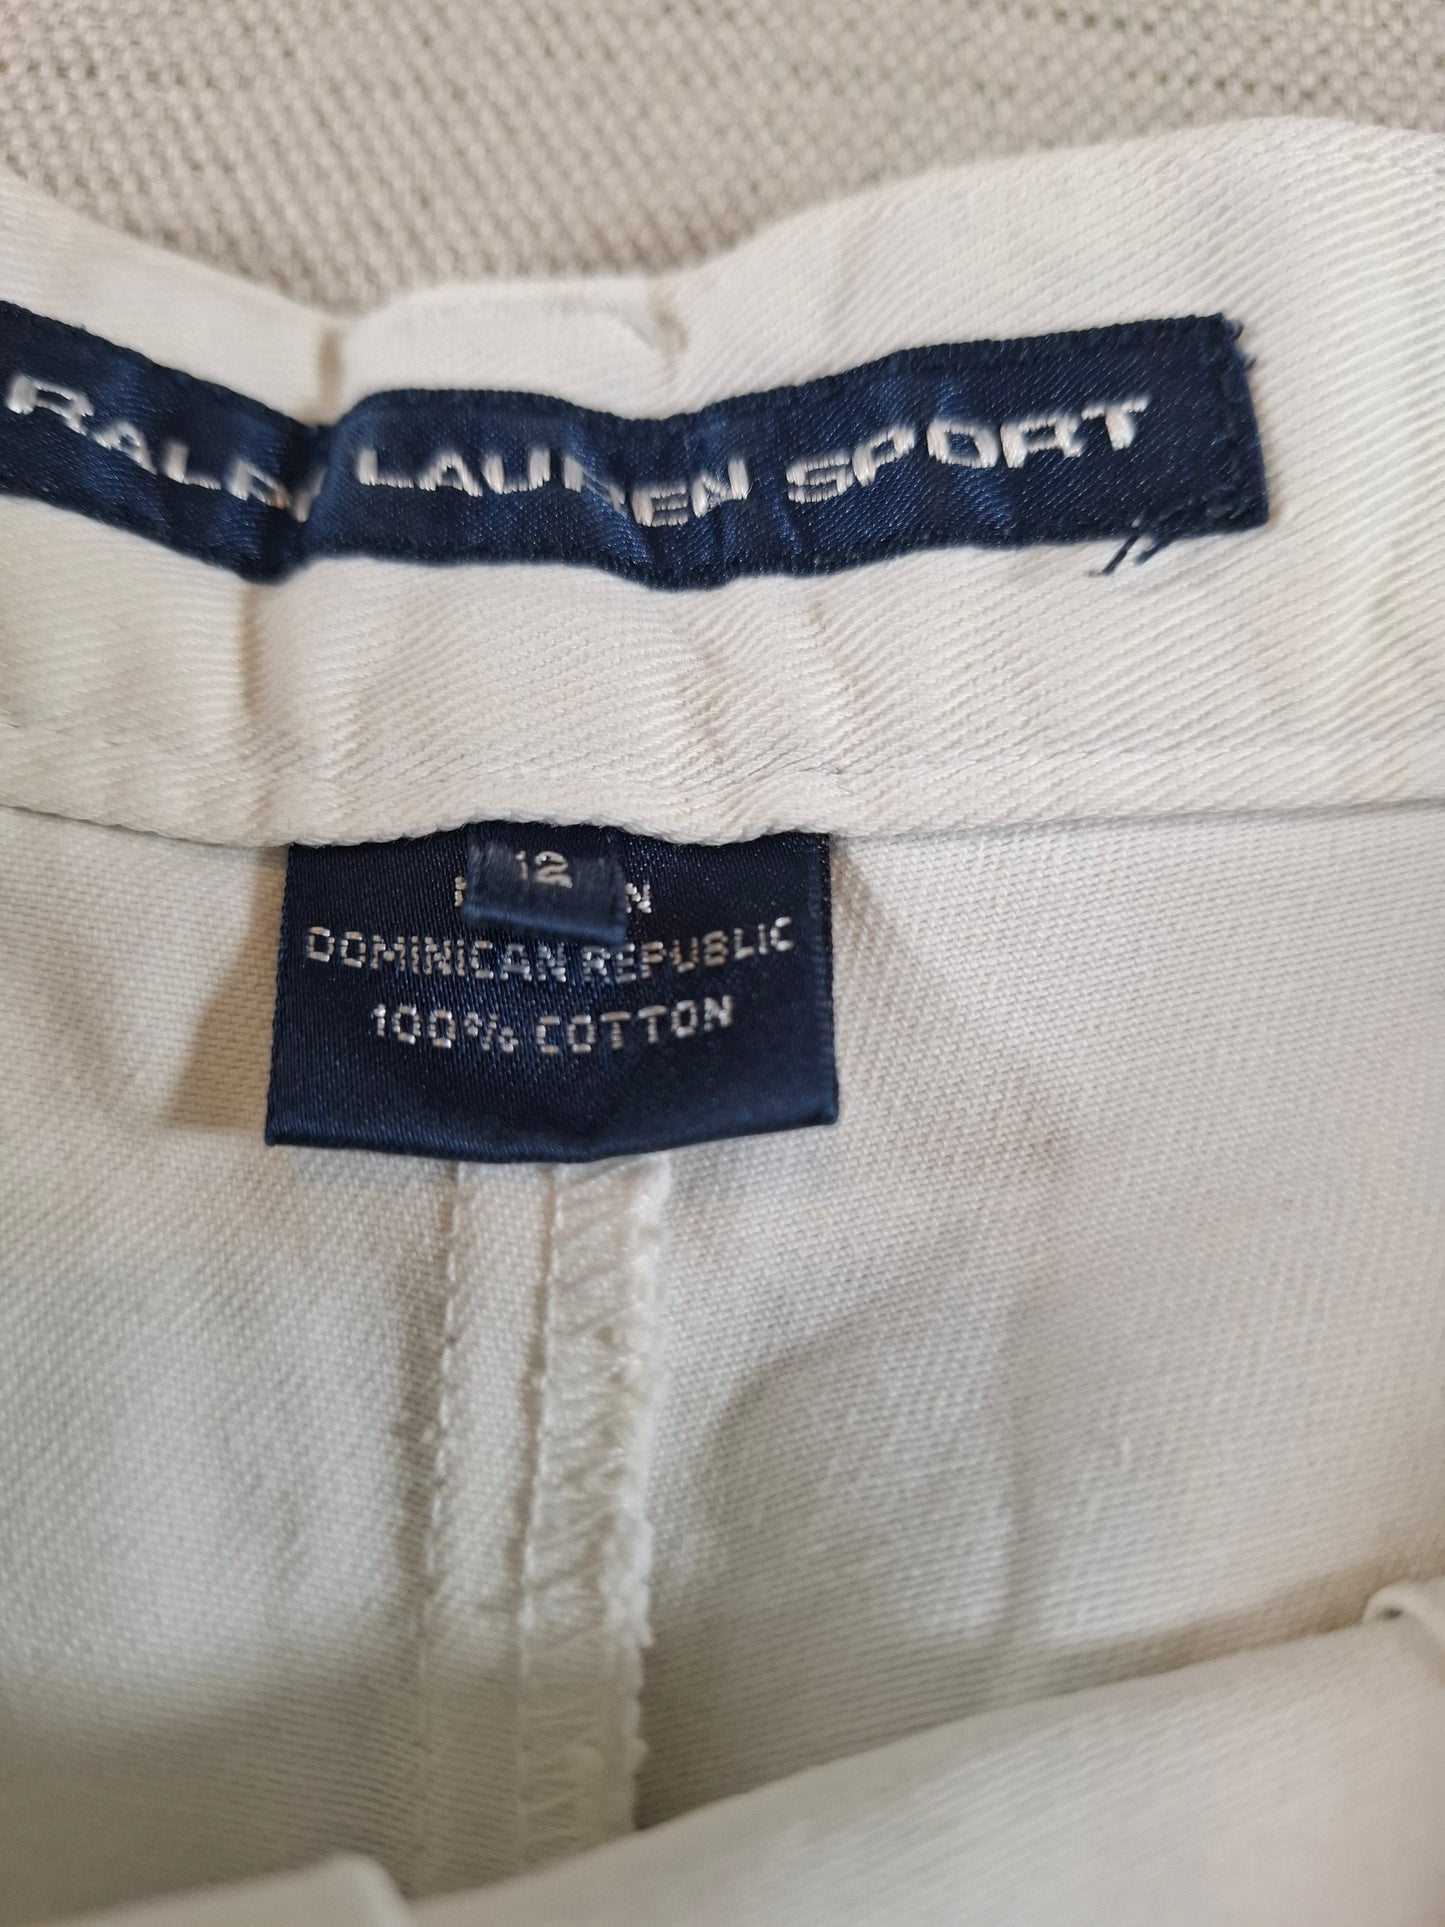 RALPH LAUREN SPORT
12
DOMINICAN REPUBLIC
100% COTTON